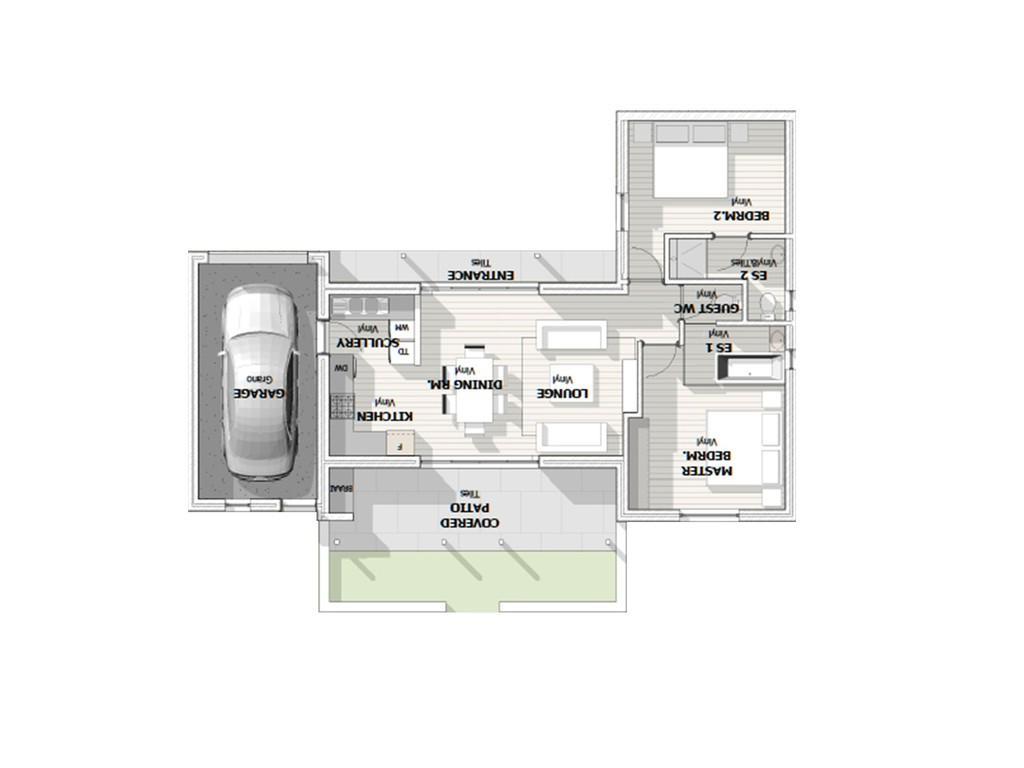 BEDRM.2
Vinyl
ES 2
Vinyl&Tiles
GUEST WC
Vinyl
ES 1
Vinyl
MASTER
BEDRM.
Vinyl
ENTRANCE
Tiles
LOUNGE
Vinyl
DINING RM.
Vinyl
SCULLERY
Vinyl
WM
TD
DW
KITCHEN
Vinyl
F
GARAGE
Grano
BRAAI
COVERED
PATIO
Tiles